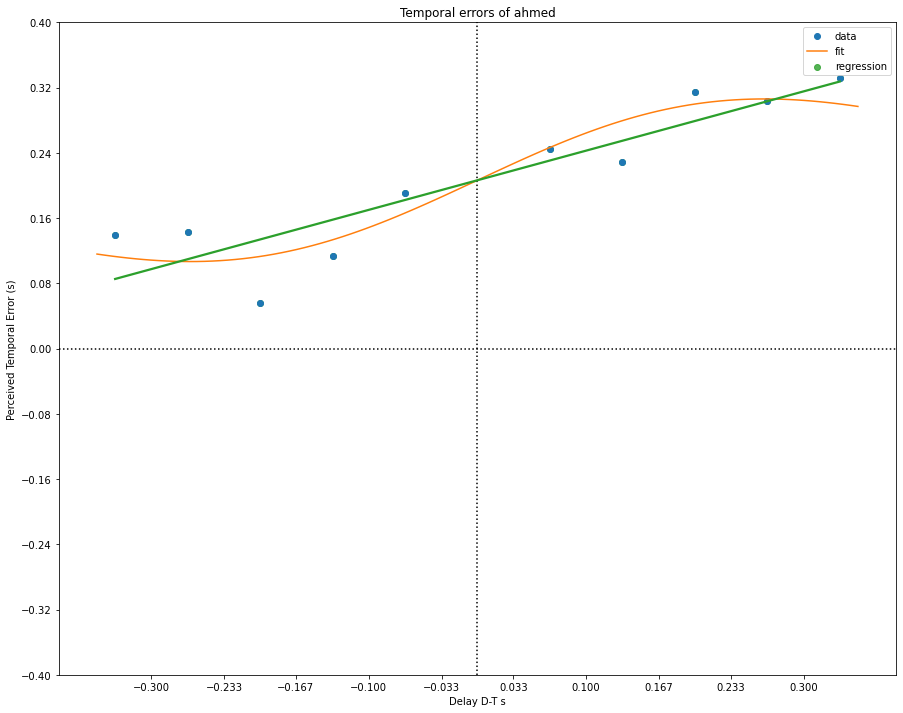 Temporal errors of ahmed
data
fit
regression
0.40
0.32
0.24
0.16
0.08
0.00
−0.08
−0.16
−0.24
−0.32
−0.40
Perceived Temporal Error (s)
−0.300 −0.233 −0.167 −0.100 −0.033 0.033 0.100 0.167 0.233 0.300
Delay D-T s